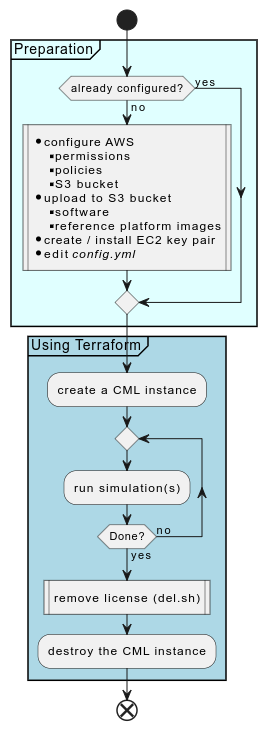 Preparation
already configured?
yes
no
configure AWS
permissions
policies
S3 bucket
upload to S3 bucket
software
reference platform images
create / install EC2 key pair
edit config.yml
Using Terraform
create a CML instance
run simulation(s)
Done?
no
yes
remove license (del.sh)
destroy the CML instance